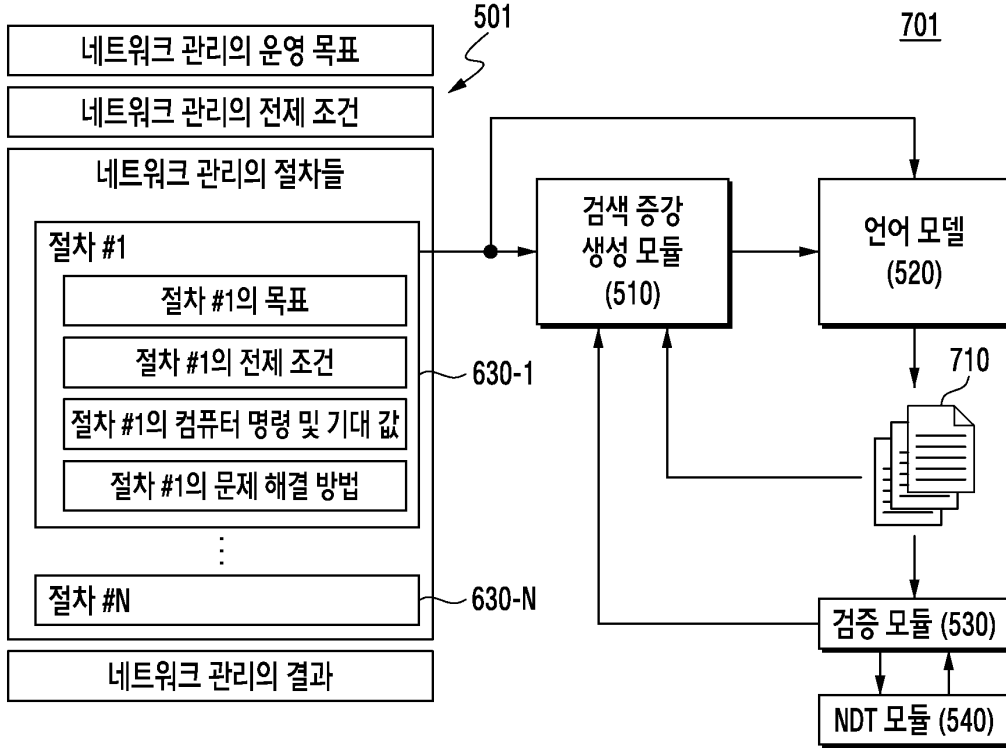 501
701
네트워크 관리의 운영 목표
네트워크 관리의 전제 조건
네트워크 관리의 절차들
절차 #1
절차 #1의 목표
절차 #1의 전제 조건
절차 #1의 컴퓨터 명령 및 기대 값
절차 #1의 문제 해결 방법
630-1
⋮
절차 #N
630-N
네트워크 관리의 결과
검색 증강
생성 모듈
(510)
언어 모델
(520)
710
검증 모듈 (530)
NDT 모듈 (540)